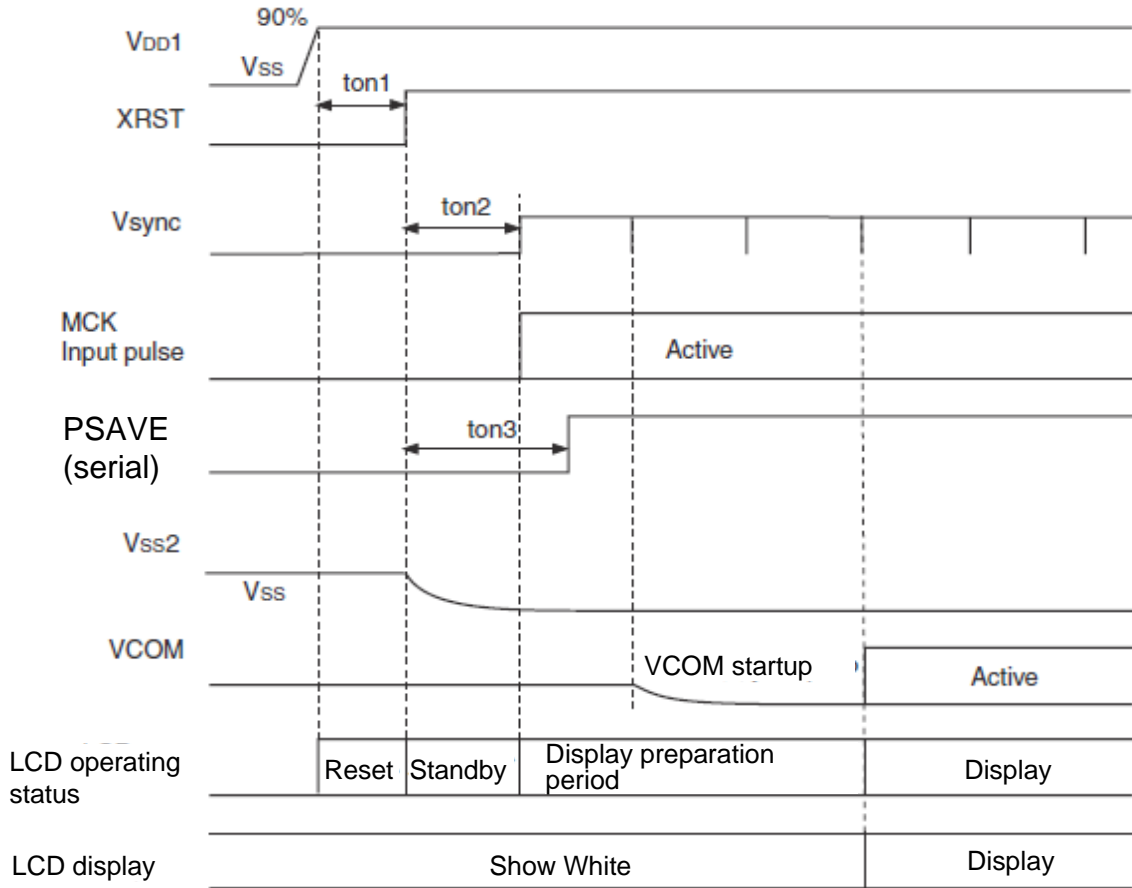 90%
VDD1
VSS
ton1
XRST
ton2
Vsync
MCK
Input pulse
Active
PSAVE
(serial)
ton3
VSS2
VSS
VCOM
VCOM startup
Active
LCD operating
status
Reset
Standby
Display preparation
period
Display
LCD display
Show White
Display